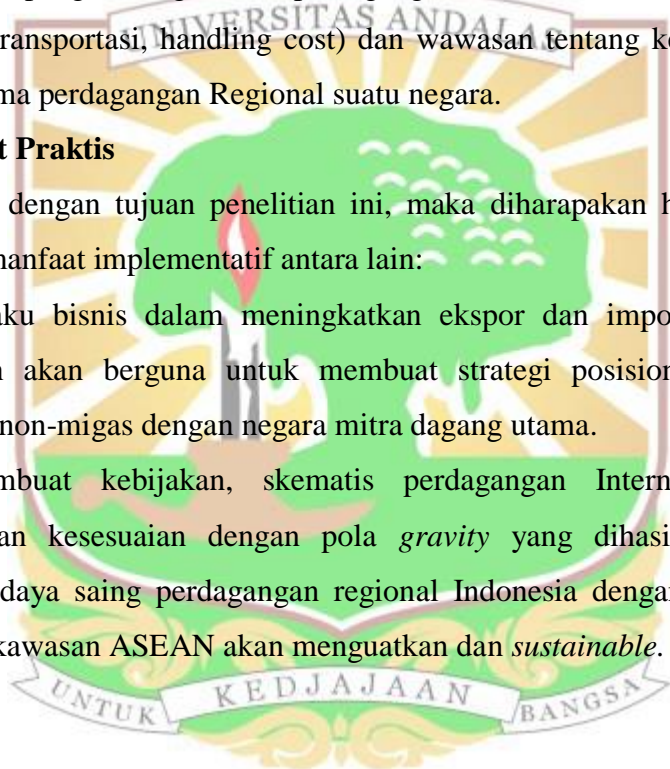 UNIVERSITAS ANDALAS
ransportasi, handling cost) dan wawasan tentang ke
ma perdagangan Regional suatu negara.
t Praktis
dengan tujuan penelitian ini, maka diharapakan h
manfaat implementatif antara lain:
aku bisnis dalam meningkatkan ekspor dan impo
n akan berguna untuk membuat strategi posision
non-migas dengan negara mitra dagang utama.
mbuat kebijakan, skematis perdagangan Intern
an kesesuaian dengan pola gravity yang dihasi
daya saing perdagangan regional Indonesia dengan
kawasan ASEAN akan menguatkan dan sustainable.
UNTUK KEDJAJAAN BANGSA